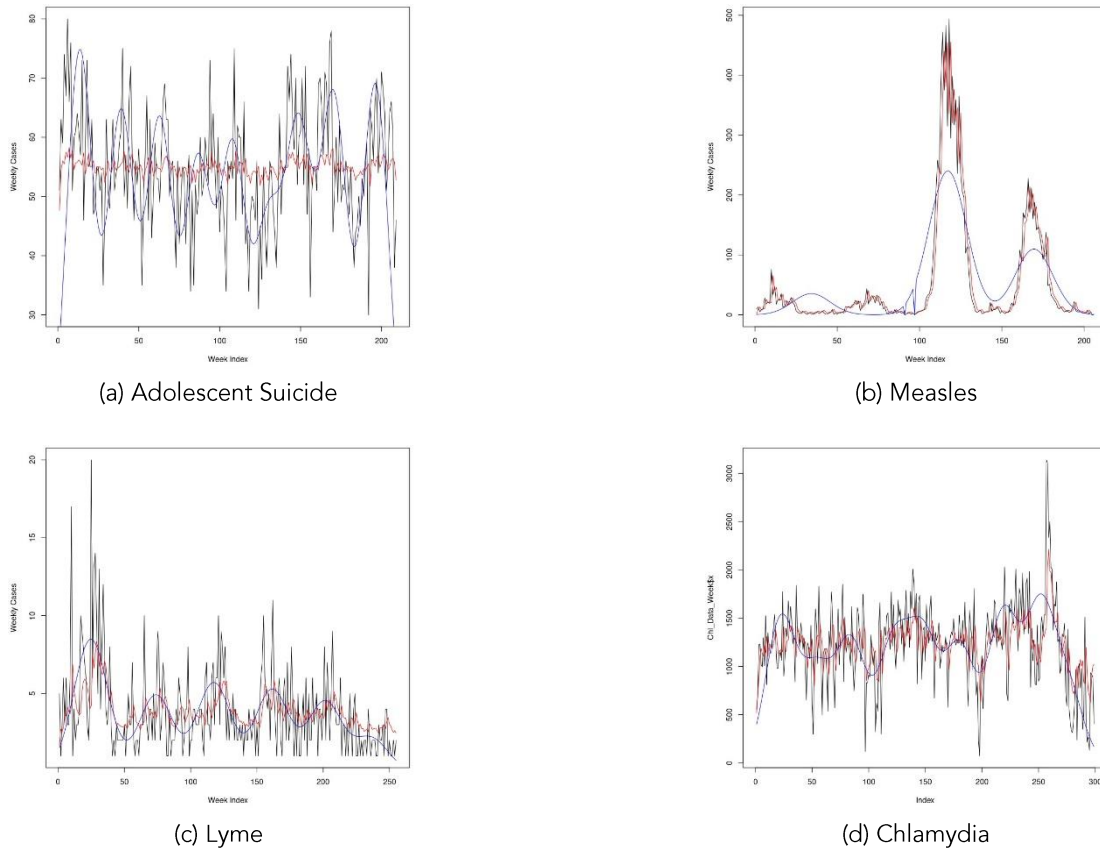 80
70
60
50
40
30
Weekly Cases
0 50 100 150 200
Week Index
(a) Adolescent Suicide
500
400
300
200
100
0
Weekly Cases
0 50 100 150 200
Week Index
(b) Measles
20
15
10
5
Weekly Cases
0 50 100 150 200 250
Week Index
(c) Lyme
3000
2500
2000
1500
1000
500
0
Chl_Data_Week$x
0 50 100 150 200 250 300
Index
(d) Chlamydia